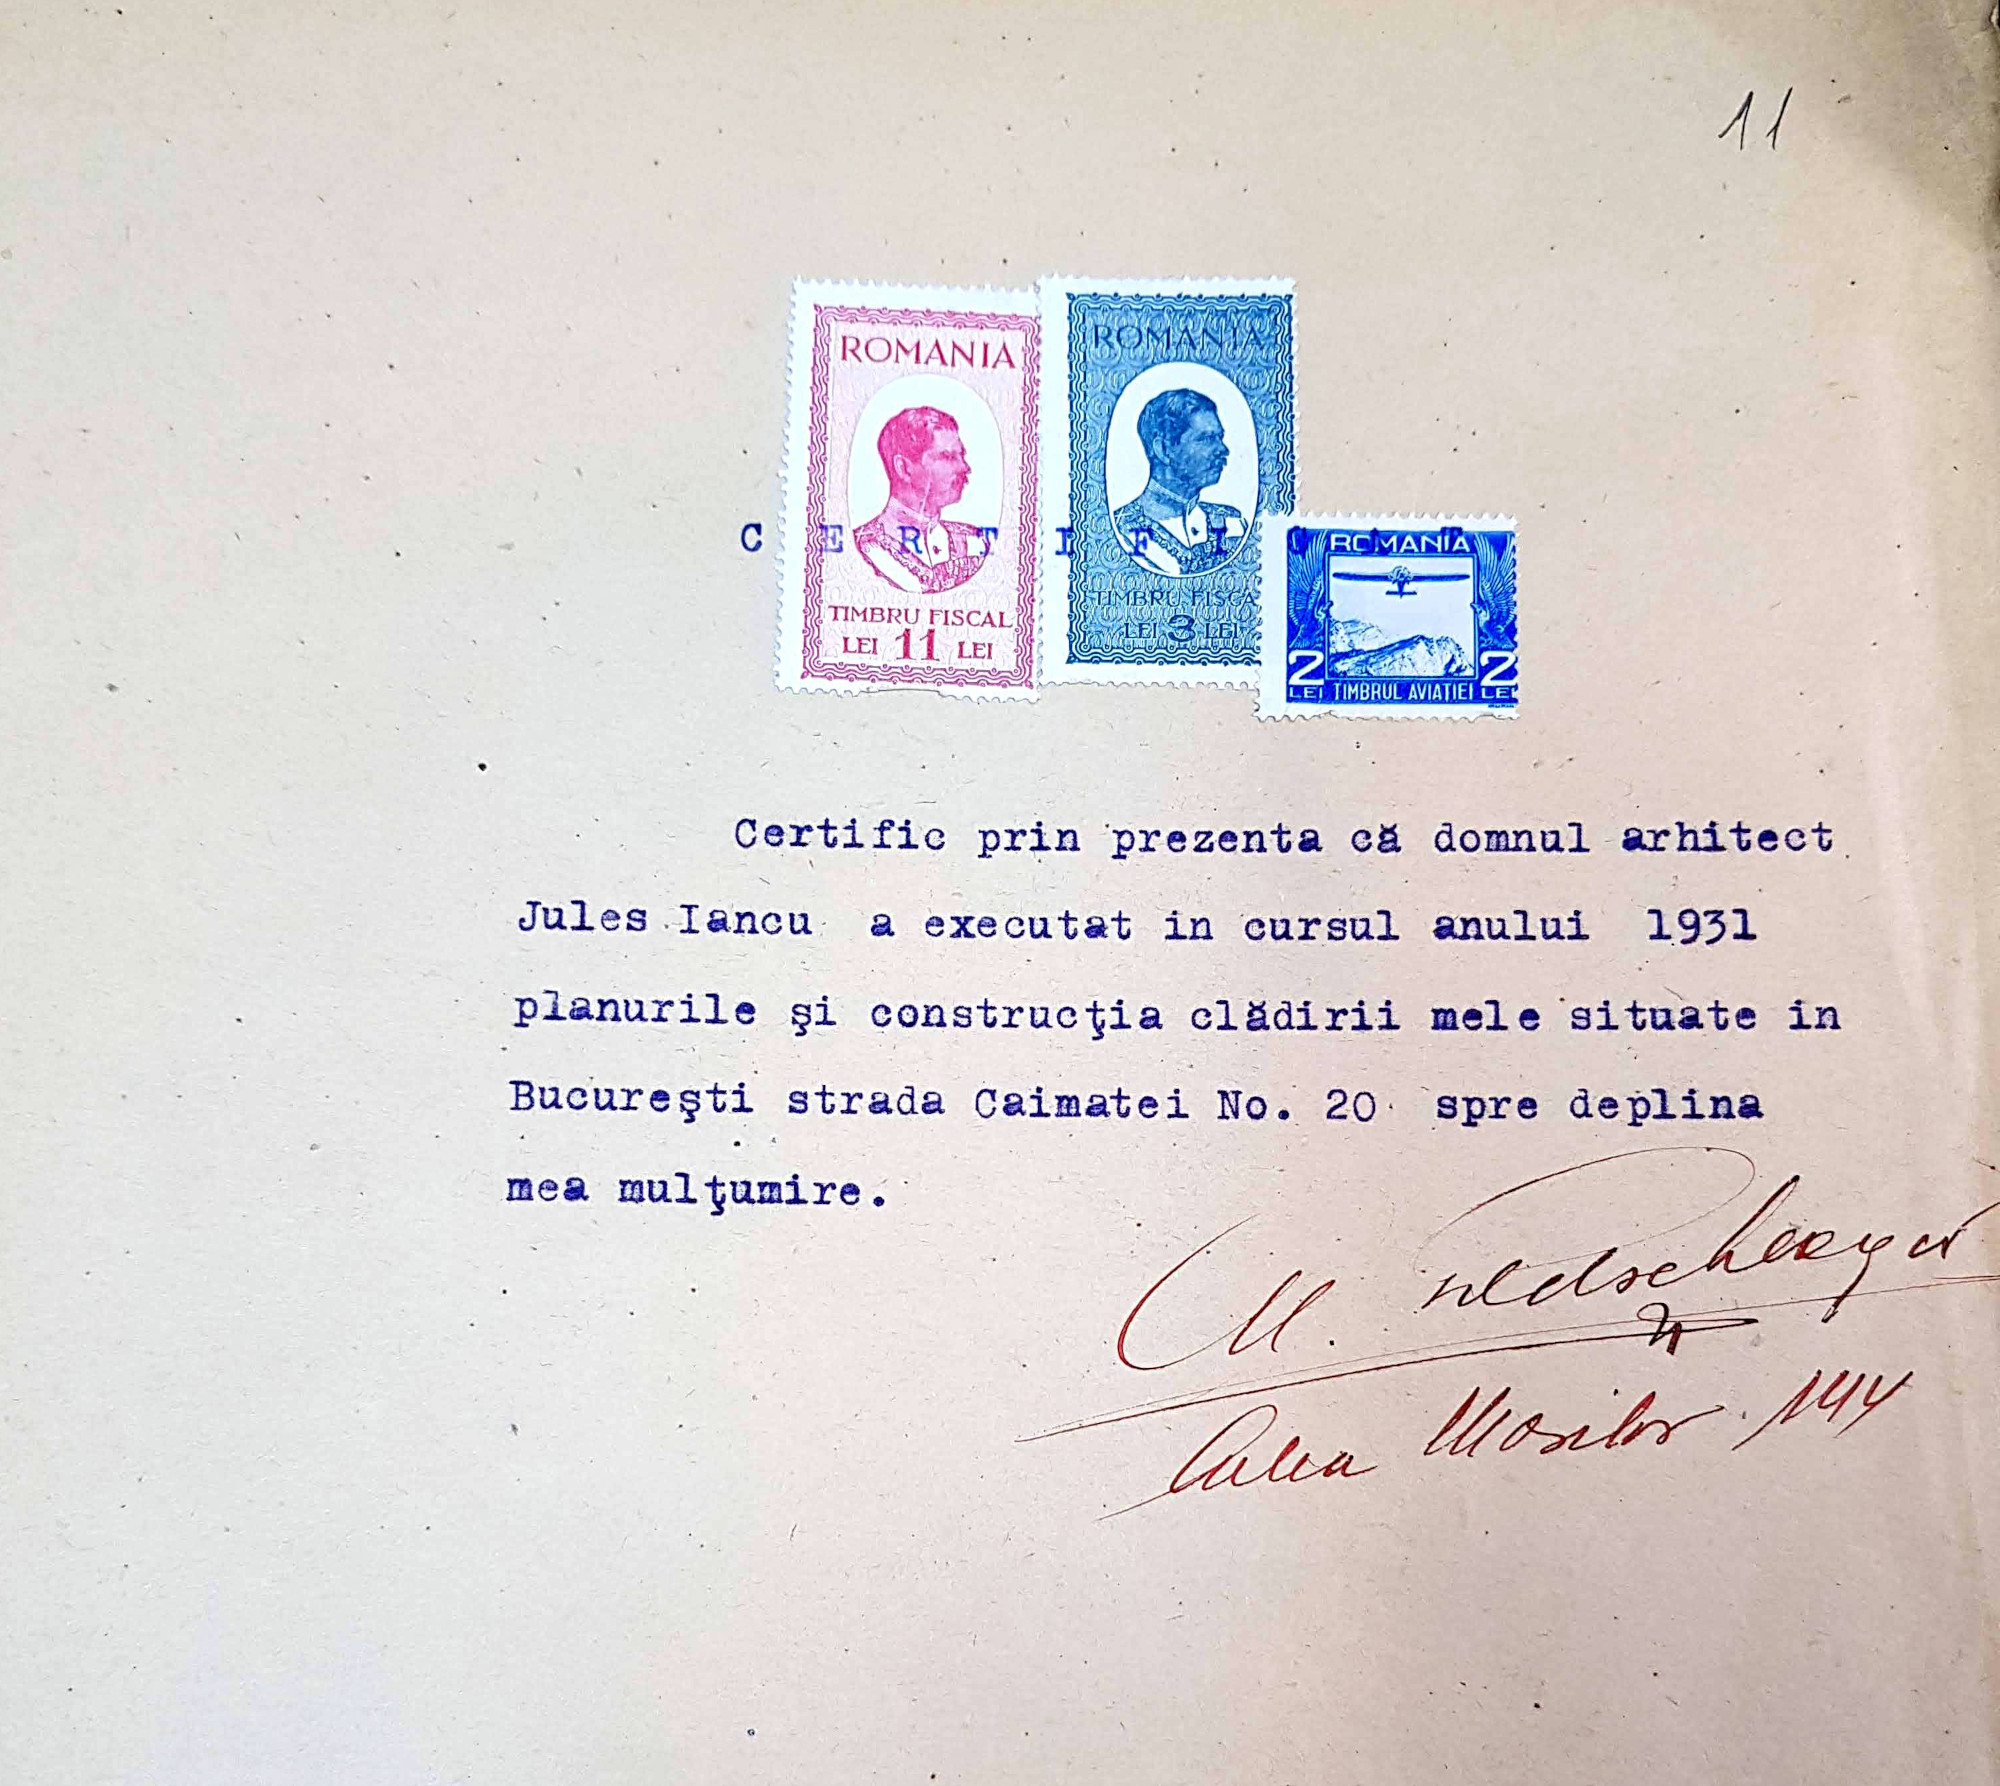 11
ROMANIA
TIMBRU FISCAL
LEI 11 LEI
ROMANIA
TIMBRU FISCA
LEI 3 LEI
C E R T I F I C A T
ROMANIA
2 2
LEI TIMBRUL AVIAȚIEI LEI
Certific prin prezenta că domnul arhitect
Jules Iancu a executat in cursul anului 1931
planurile şi construcţia clădirii mele situate in
Bucureşti strada Caimatei No. 20 spre deplina
mea mulţumire.
M.
Calea Mosilor 144